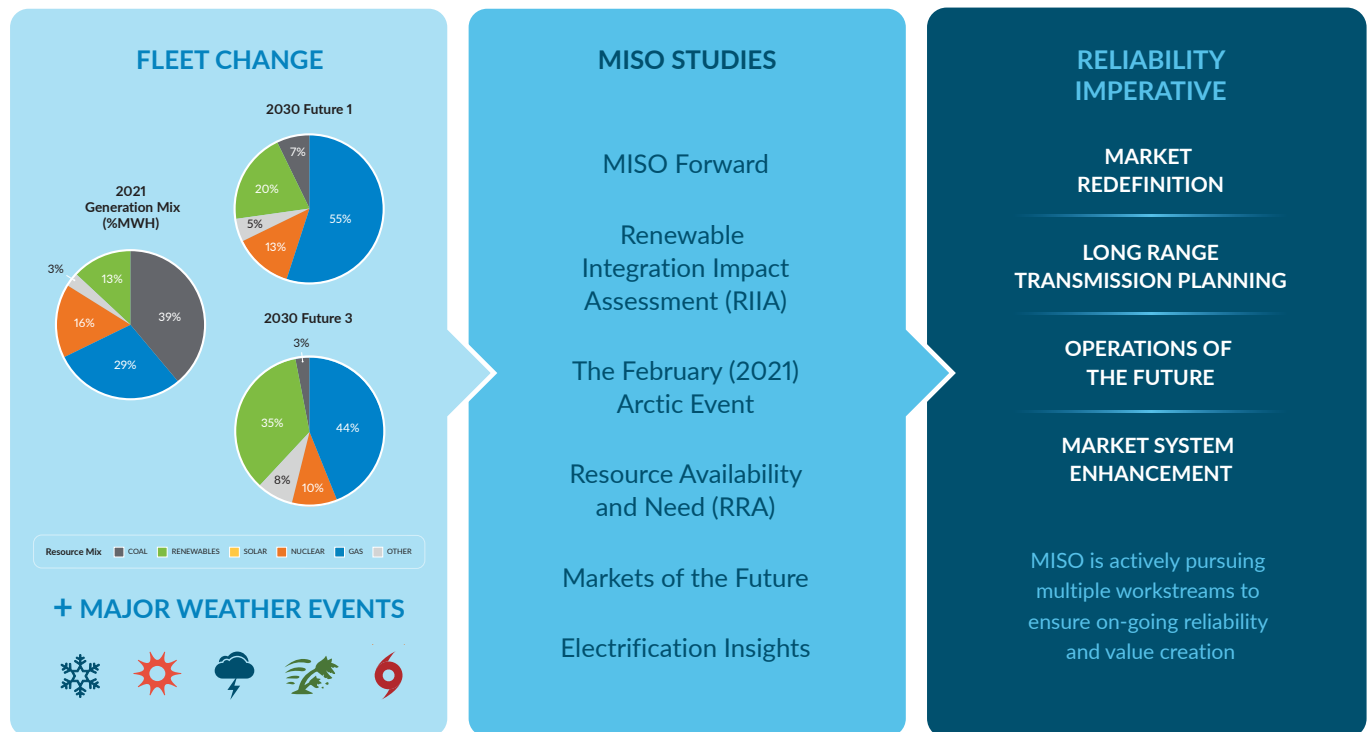 FLEET CHANGE
2030 Future 1
7%
20%
55%
5%
13%
2021
Generation Mix
(%MWH)
3%
13%
39%
16%
29%
2030 Future 3
3%
35%
44%
8%
10%
Resource Mix COAL RENEWABLES SOLAR NUCLEAR GAS OTHER
+ MAJOR WEATHER EVENTS
MISO STUDIES
MISO Forward
Renewable
Integration Impact
Assessment (RIIA)
The February (2021)
Arctic Event
Resource Availability
and Need (RRA)
Markets of the Future
Electrification Insights
RELIABILITY
IMPERATIVE
MARKET
REDEFINITION
LONG RANGE
TRANSMISSION PLANNING
OPERATIONS OF
THE FUTURE
MARKET SYSTEM
ENHANCEMENT
MISO is actively pursuing
multiple workstreams to
ensure on-going reliability
and value creation